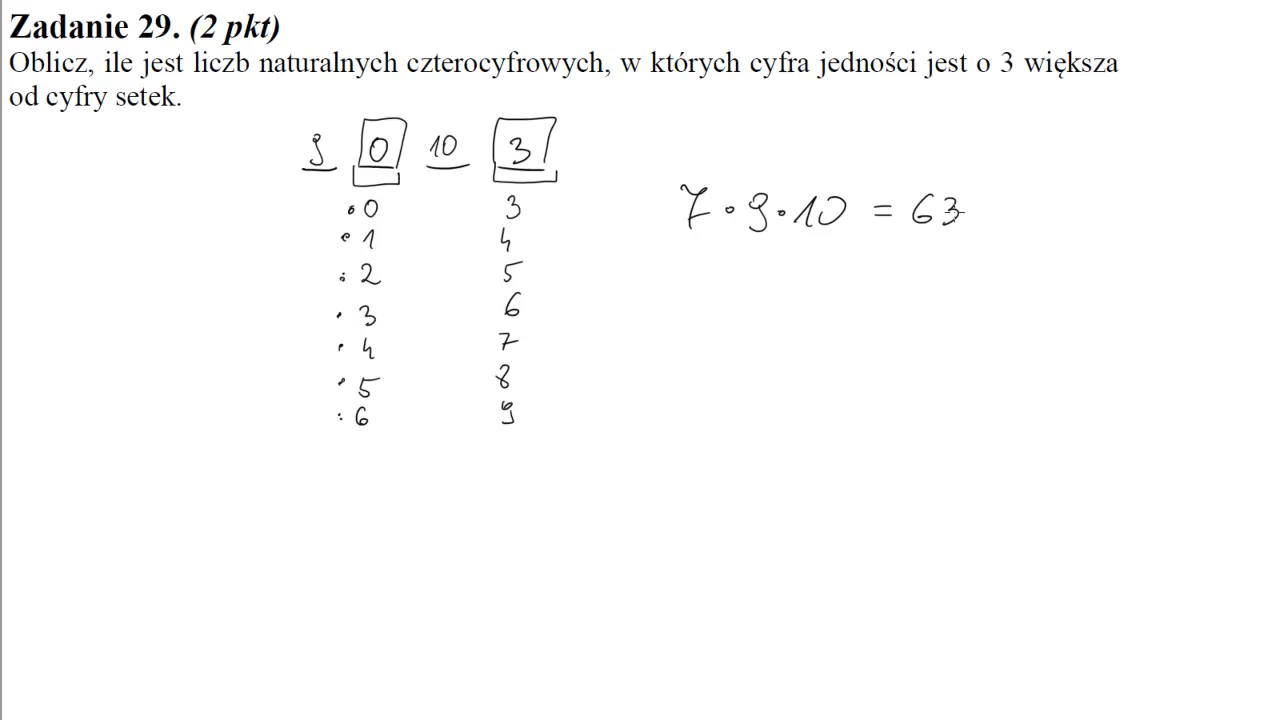 Zadanie 29. (2 pkt)
Oblicz, ile jest liczb naturalnych czterocyfrowych, w których cyfra jedności jest o 3 większa
od cyfry setek.
9 0 10 3
0 3
1 4
2 5
3 6
4 7
5 8
6 9
7 · 9 · 10 = 63